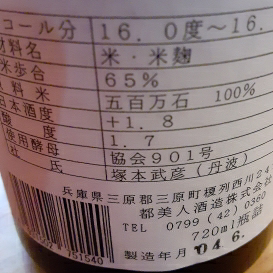 コール分 16.0度〜16.
材料名 米・米麹
米歩合 65%
料米 五百万石 100%
日本酒度 +1.8
度 1.7
使用酵母 協会901号
氏 塚本武彦(丹波)
兵庫県三原郡三原町榎列西川24
都美人酒造株式会社
TEL 0799(42)0360
720ml瓶詰
製造年月 04.6.
751540